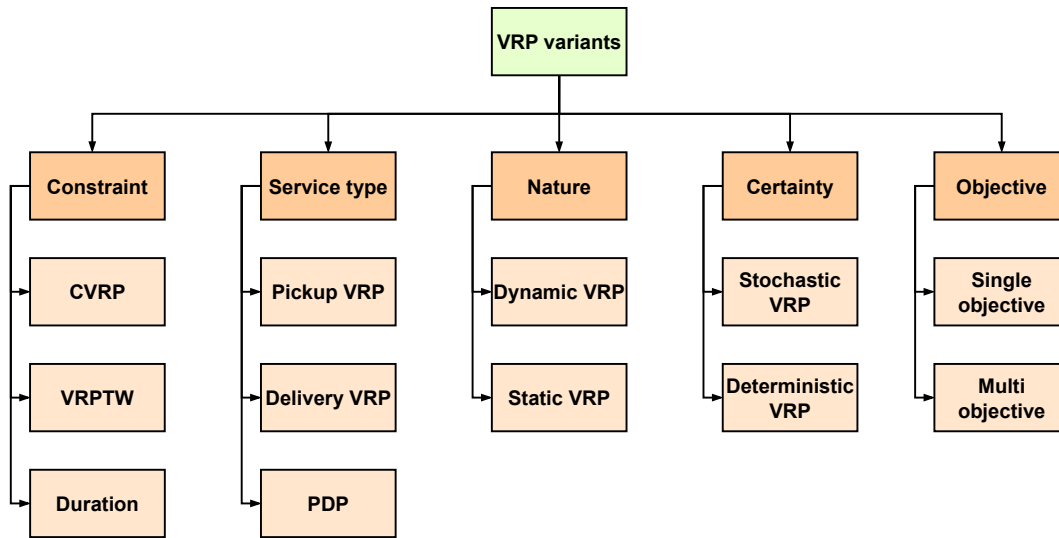 VRP variants
Constraint
Service type
Nature
Certainty
Objective
CVRP
Pickup VRP
Dynamic VRP
Stochastic
VRP
Single
objective
VRPTW
Delivery VRP
Static VRP
Deterministic
VRP
Multi
objective
Duration
PDP